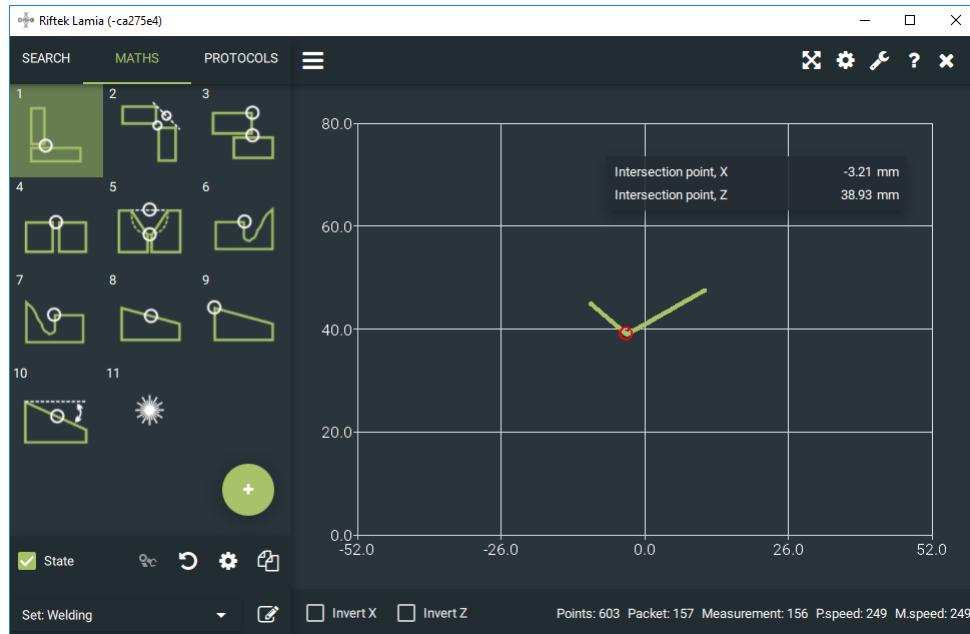 Riftek Lamia (-ca275e4)
SEARCH MATHS PROTOCOLS
1 2 3
4 5 6
7 8 9
10 11
+
State
Set: Welding
80.0
Intersection point, X -3.21 mm
Intersection point, Z 38.93 mm
60.0
40.0
20.0
0.0
-52.0 -26.0 0.0 26.0 52.0
Invert X Invert Z Points: 603 Packet: 157 Measurement: 156 P.speed: 249 M.speed: 249